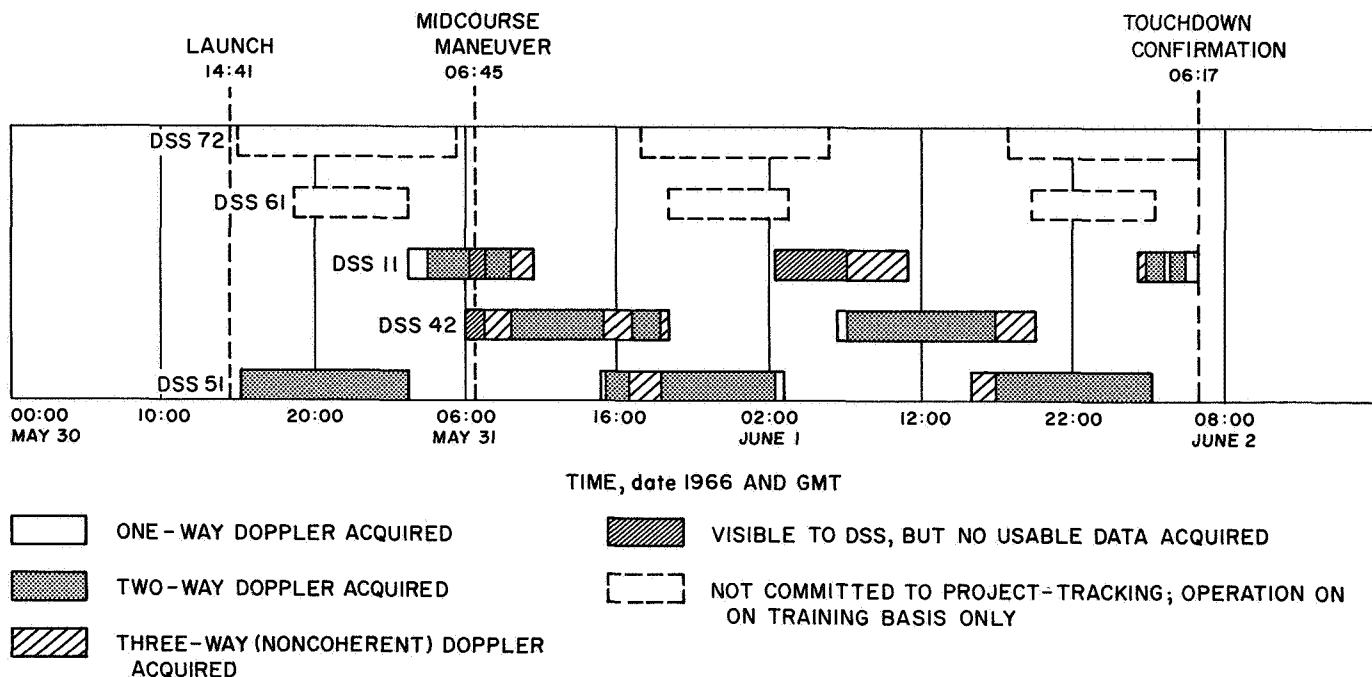 LAUNCH
14:41
MIDCOURSE
MANEUVER
06:45
TOUCHDOWN
CONFIRMATION
06:17
DSS 72
DSS 61
DSS 11
DSS 42
DSS 51
00:00 10:00 20:00 06:00 16:00 02:00 12:00 22:00 08:00
MAY 30 MAY 31 JUNE 1 JUNE 2
TIME, date 1966 AND GMT
ONE-WAY DOPPLER ACQUIRED
TWO-WAY DOPPLER ACQUIRED
THREE-WAY (NONCOHERENT) DOPPLER
ACQUIRED
VISIBLE TO DSS, BUT NO USABLE DATA ACQUIRED
NOT COMMITTED TO PROJECT-TRACKING; OPERATION ON
ON TRAINING BASIS ONLY